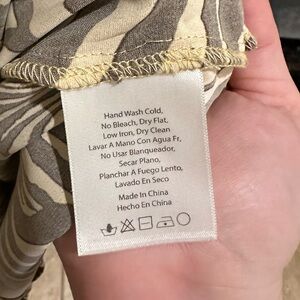 Hand Wash Cold,
No Bleach, Dry Flat,
Low Iron, Dry Clean
Lavar A Mano Con Agua Fr,
No Usar Blanqueador,
Secar Plano,
Planchar A Fuego Lento,
Lavado En Seco
Made In China
Hecho En China